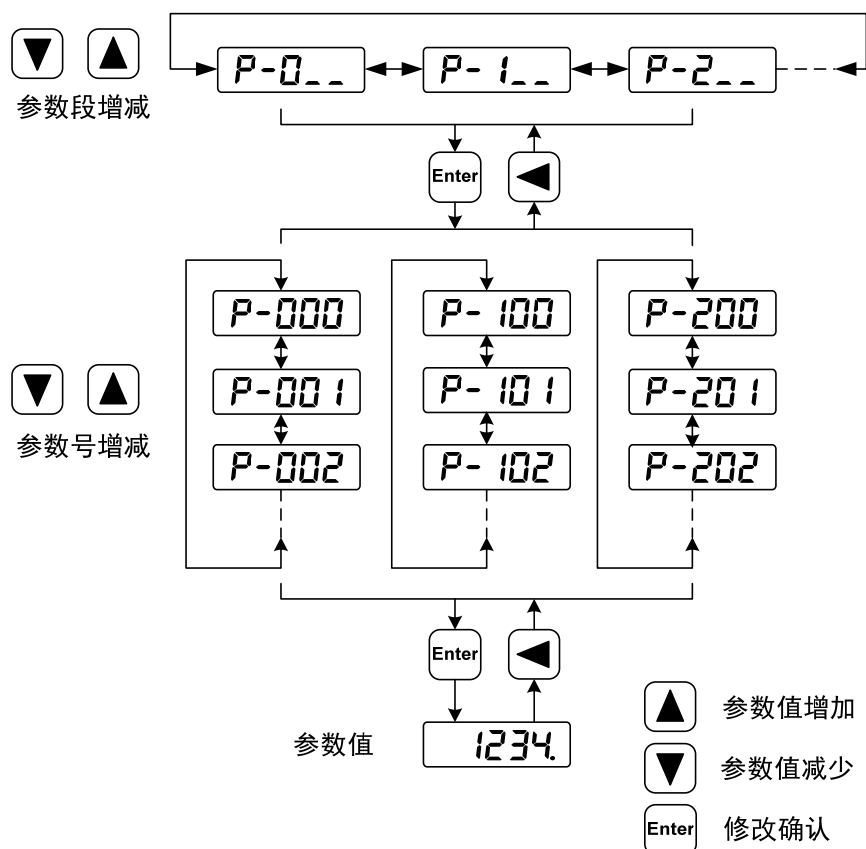 P-0__ P-1__ P-2__
参数段增减
Enter
P-000 P-100 P-200
P-001 P-101 P-201
参数号增减
P-002 P-102 P-202
Enter
参数值 1234.
参数值增加
参数值减少
Enter 修改确认